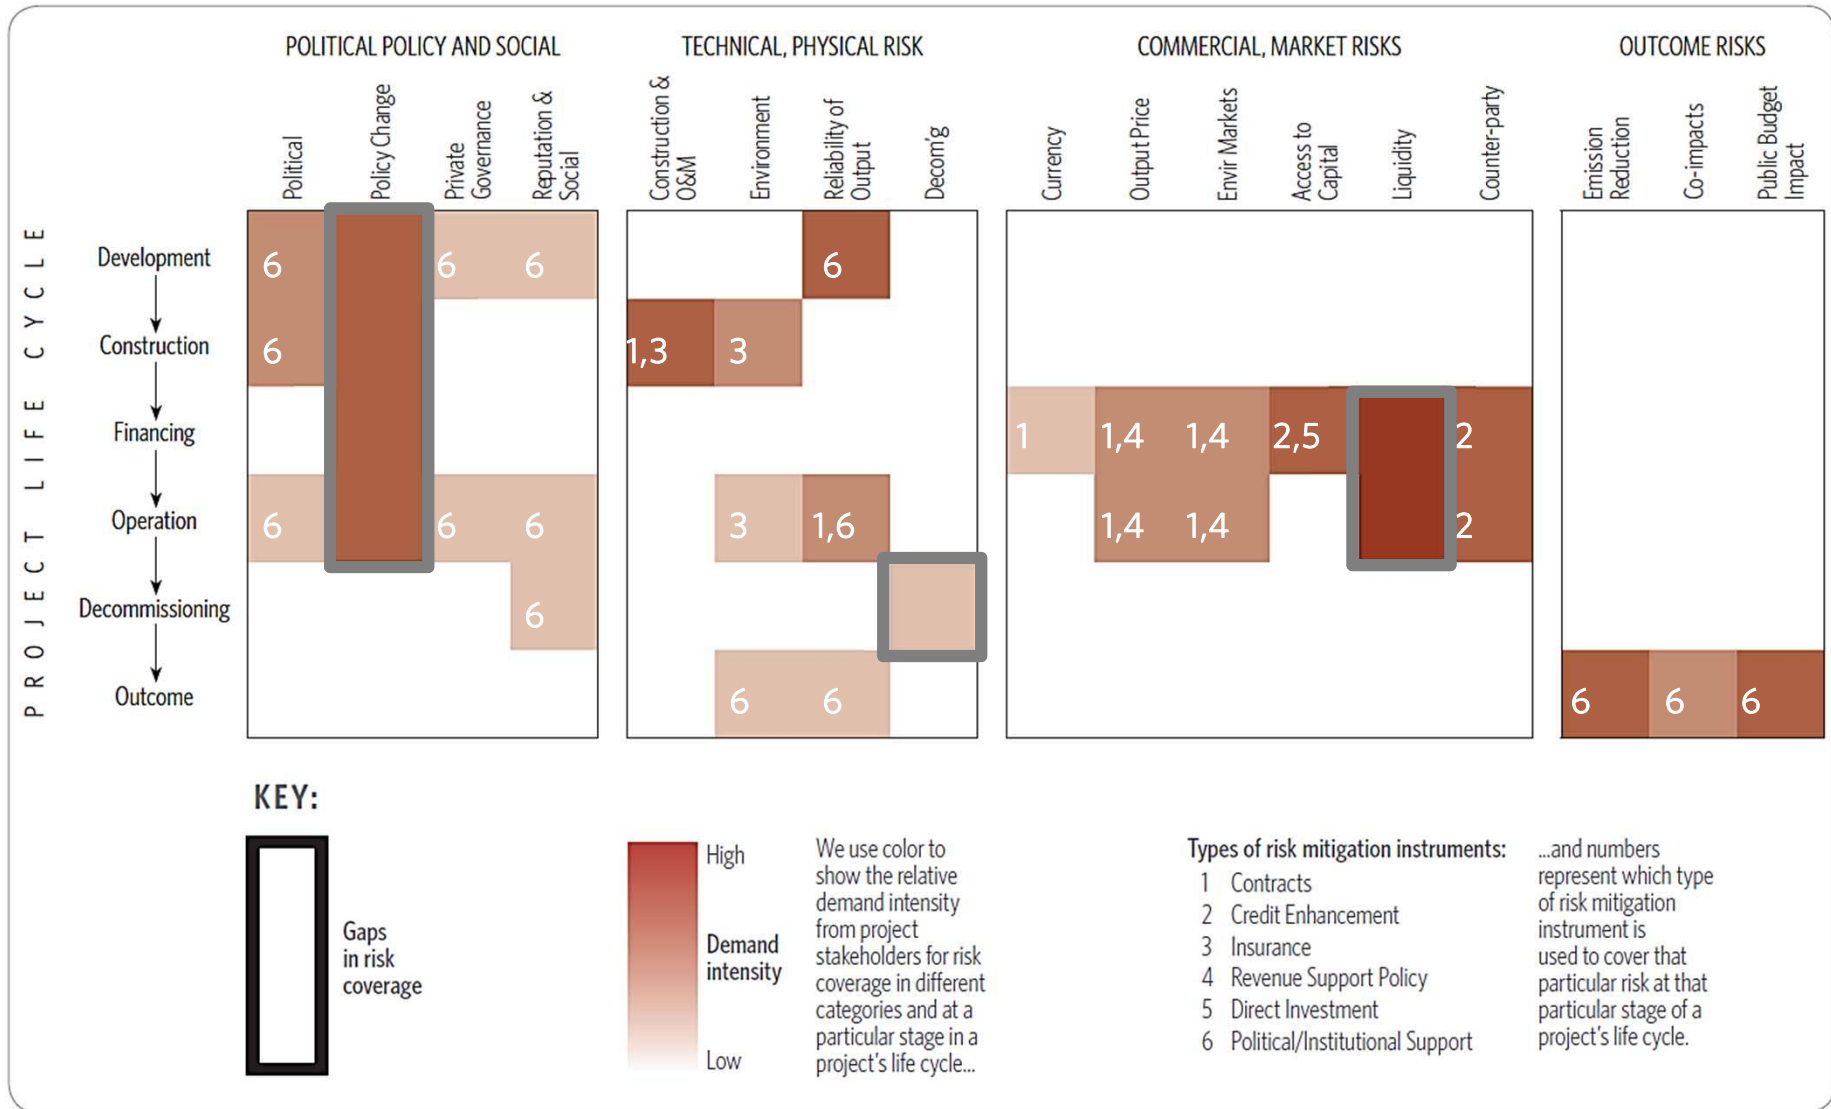 POLITICAL POLICY AND SOCIAL
TECHNICAL, PHYSICAL RISK
COMMERCIAL, MARKET RISKS
OUTCOME RISKS
Political
Policy Change
Private
Governance
Reputation &
Social
Construction &
O&M
Environment
Reliability of
Output
Decom'g
Currency
Output Price
Envir Markets
Access to
Capital
Liquidity
Counter-party
Emission
Reduction
Co-impacts
Public Budget
Impact
PROJECT LIFE CYCLE
Development
6 6 6 6
Construction
6 1,3 3
Financing
1 1,4 1,4 2,5 2
Operation
6 6 6 3 1,6 1,4 1,4 2
Decommissioning
6
Outcome
6 6 6 6 6
KEY:
Gaps
in risk
coverage
High
Demand
intensity
Low
We use color to
show the relative
demand intensity
from project
stakeholders for risk
coverage in different
categories and at a
particular stage in a
project's life cycle...
Types of risk mitigation instruments:
1 Contracts
2 Credit Enhancement
3 Insurance
4 Revenue Support Policy
5 Direct Investment
6 Political/Institutional Support
...and numbers
represent which type
of risk mitigation
instrument is
used to cover that
particular risk at that
particular stage of a
project's life cycle.